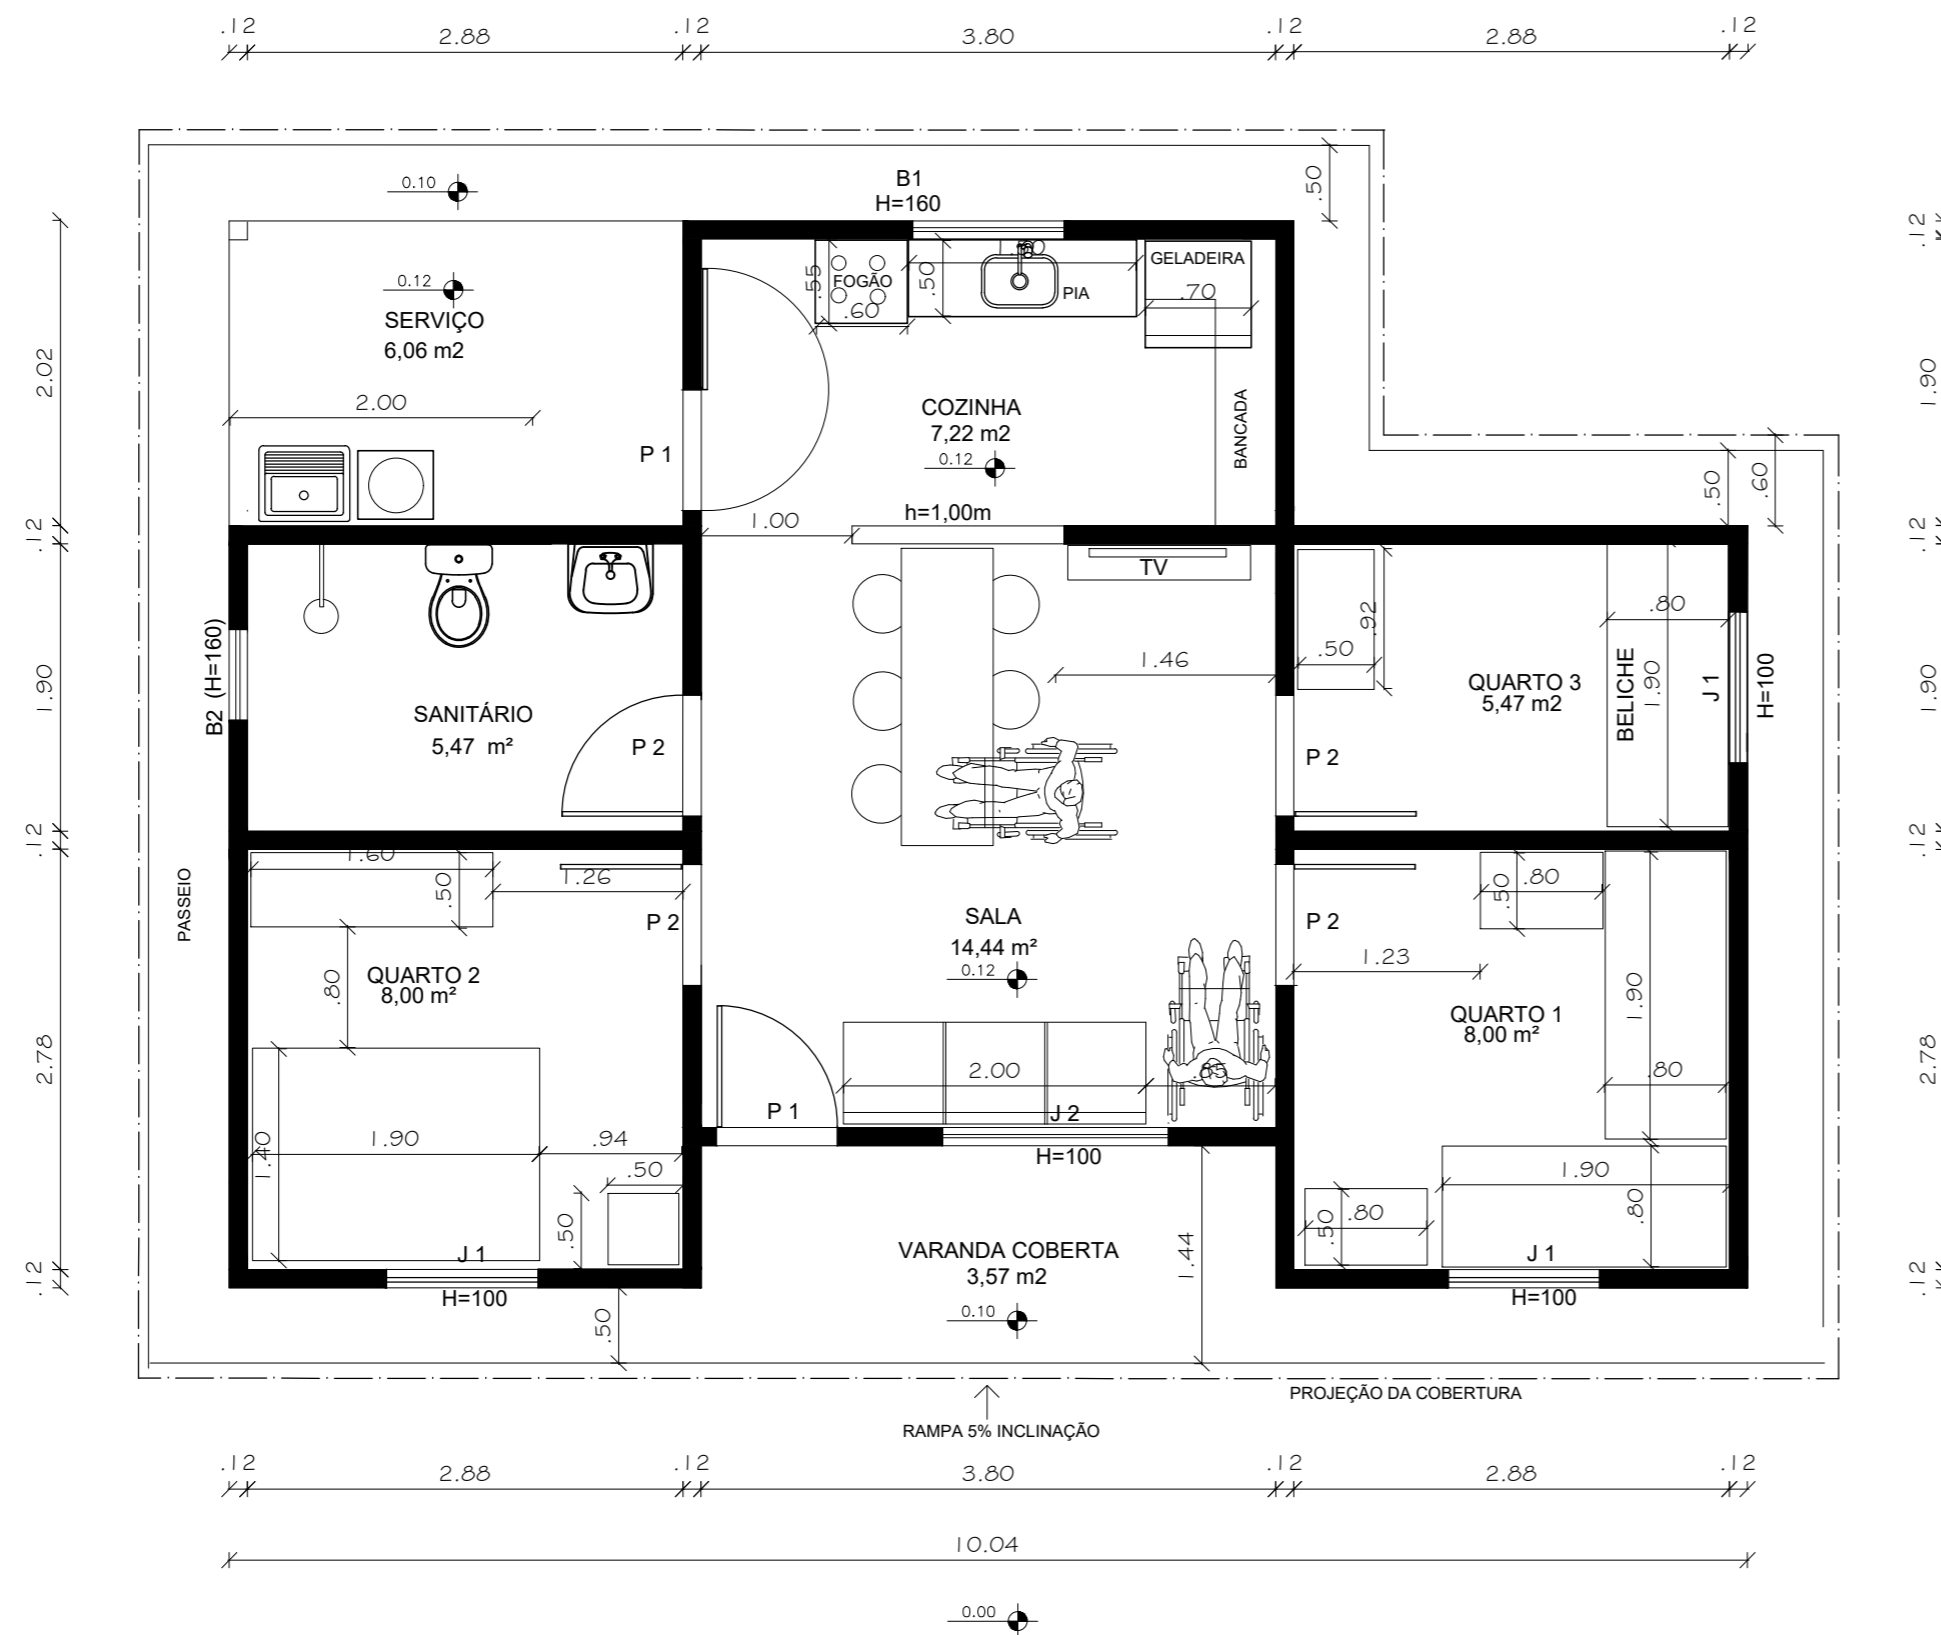 .12
2.88
.12
3.80
.12
2.88
.12
0.10
B1
H=160
.50
0.12
SERVIÇO
6,06 m2
2.00
P 1
.55
FOGÃO
.60
.50
PIA
GELADEIRA
.70
COZINHA
7,22 m2
0.12
BANCADA
h=1,00m
1.00
.50
.60
2.02
.12
1.90
.12
2.78
.12
.12
1.90
.12
1.90
.12
2.78
.12
TV
B2 (H=160)
SANITÁRIO
5,47 m²
P 2
1.46
.92
.50
QUARTO 3
5,47 m2
.80
BELICHE
1.90
J 1
H=100
P 2
PASSEIO
1.60
.50
1.26
P 2
QUARTO 2
8,00 m²
.80
1.40
1.90
.94
.50
.50
J 1
H=100
.50
SALA
14,44 m²
0.12
P 1
2.00
.85
J 2
H=100
P 2
1.23
.50
.80
QUARTO 1
8,00 m²
1.90
.80
1.90
.80
.50
.80
J 1
H=100
VARANDA COBERTA
3,57 m2
0.10
1.44
PROJEÇÃO DA COBERTURA
RAMPA 5% INCLINAÇÃO
.12
2.88
.12
3.80
.12
2.88
.12
10.04
0.00